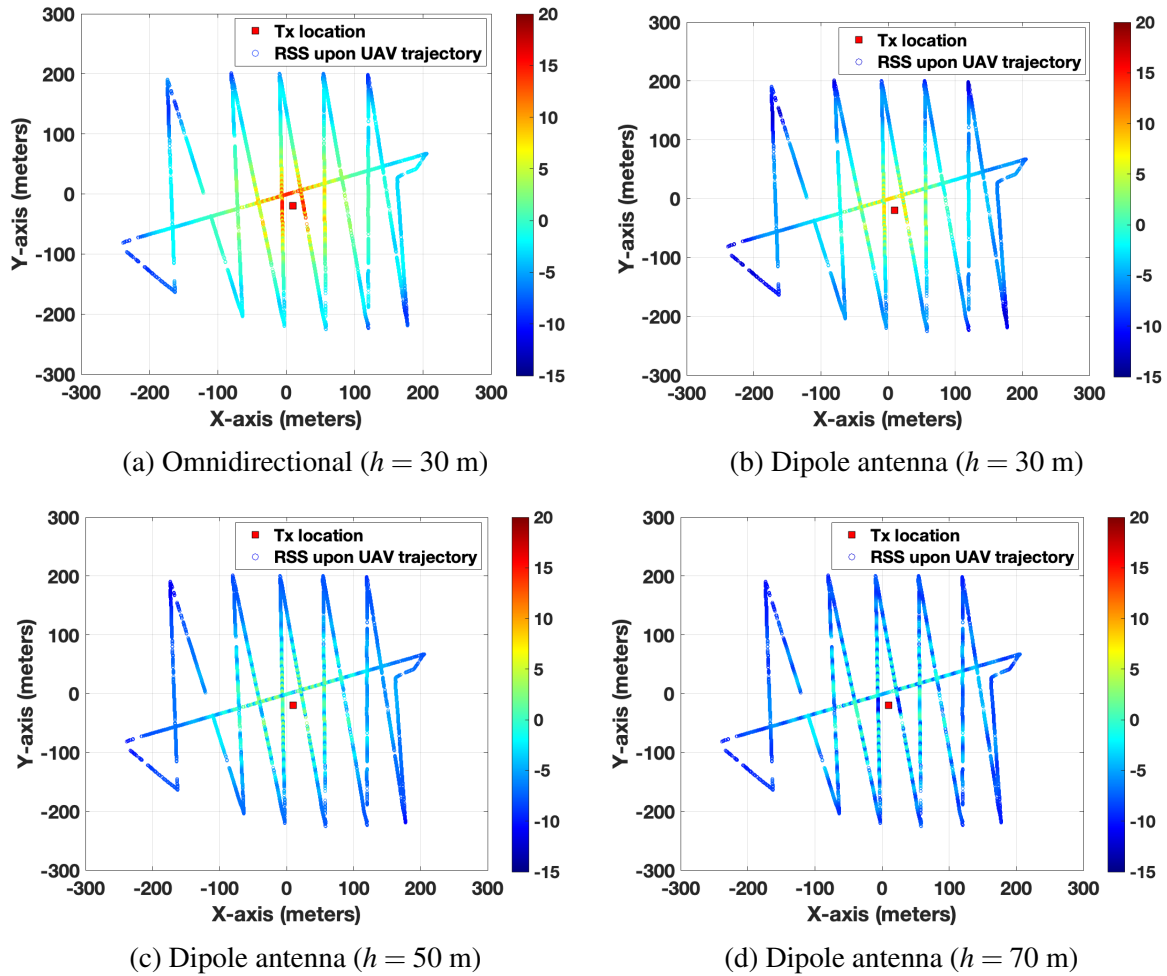 300
200
100
0
-100
-200
-300
Y-axis (meters)
-300 -200 -100 0 100 200 300
X-axis (meters)
Tx location
RSS upon UAV trajectory
20
15
10
5
0
-5
-10
-15
(a) Omnidirectional (h = 30 m)
300
200
100
0
-100
-200
-300
Y-axis (meters)
-300 -200 -100 0 100 200 300
X-axis (meters)
Tx location
RSS upon UAV trajectory
20
15
10
5
0
-5
-10
-15
(b) Dipole antenna (h = 30 m)
300
200
100
0
-100
-200
-300
Y-axis (meters)
-300 -200 -100 0 100 200 300
X-axis (meters)
Tx location
RSS upon UAV trajectory
20
15
10
5
0
-5
-10
-15
(c) Dipole antenna (h = 50 m)
300
200
100
0
-100
-200
-300
Y-axis (meters)
-300 -200 -100 0 100 200 300
X-axis (meters)
Tx location
RSS upon UAV trajectory
20
15
10
5
0
-5
-10
-15
(d) Dipole antenna (h = 70 m)